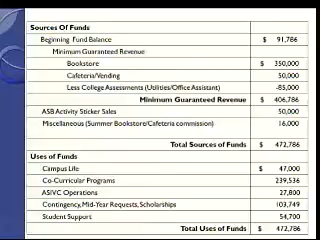 Sources Of Funds
Beginning Fund Balance $ 91,786
Minimum Guaranteed Revenue
Bookstore $ 350,000
Cafeteria/Vending 50,000
Less College Assessments (Utilities/Office Assistant) -85,000
Minimum Guaranteed Revenue $ 406,786
ASB Activity Sticker Sales 50,000
Miscellaneous (Summer Bookstore/Cafeteria commission) 16,000
Total Sources of Funds $ 472,786
Uses of Funds
Campus Life $ 47,000
Co-Curricular Programs 239,536
ASIVC Operations 27,800
Contingency, Mid-Year Requests, Scholarships 103,749
Student Support 54,700
Total Uses of Funds $ 472,786